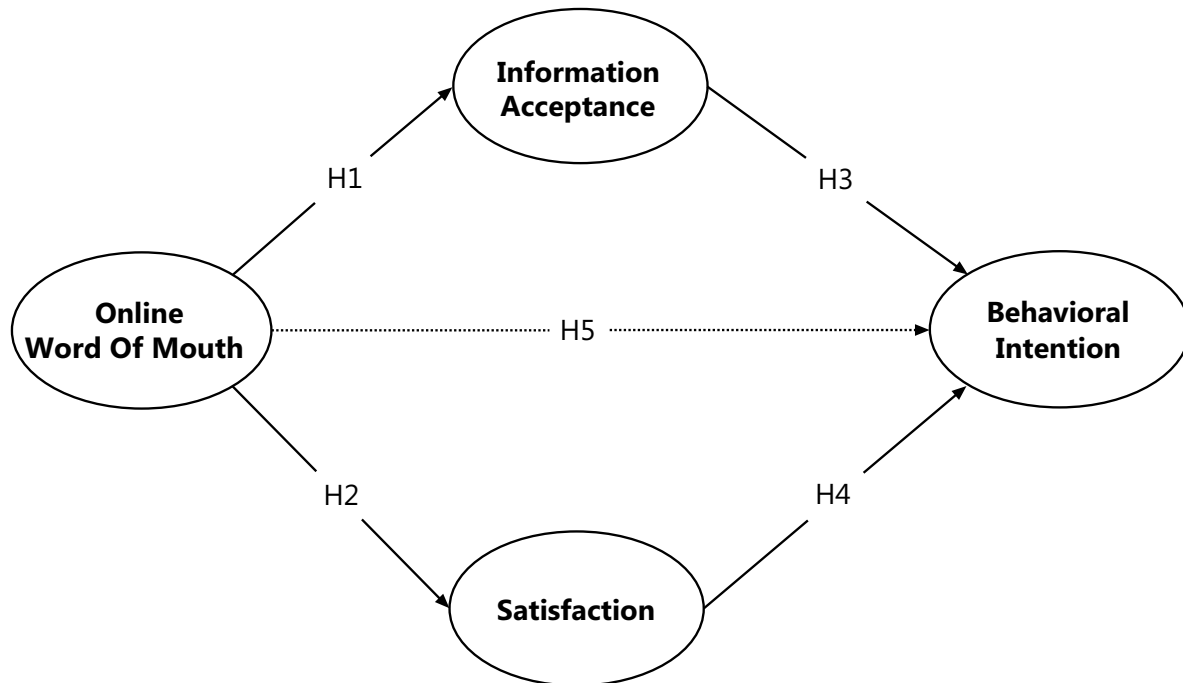 Information
Acceptance
H1
H3
Online
Word Of Mouth
H5
Behavioral
Intention
H2
H4
Satisfaction